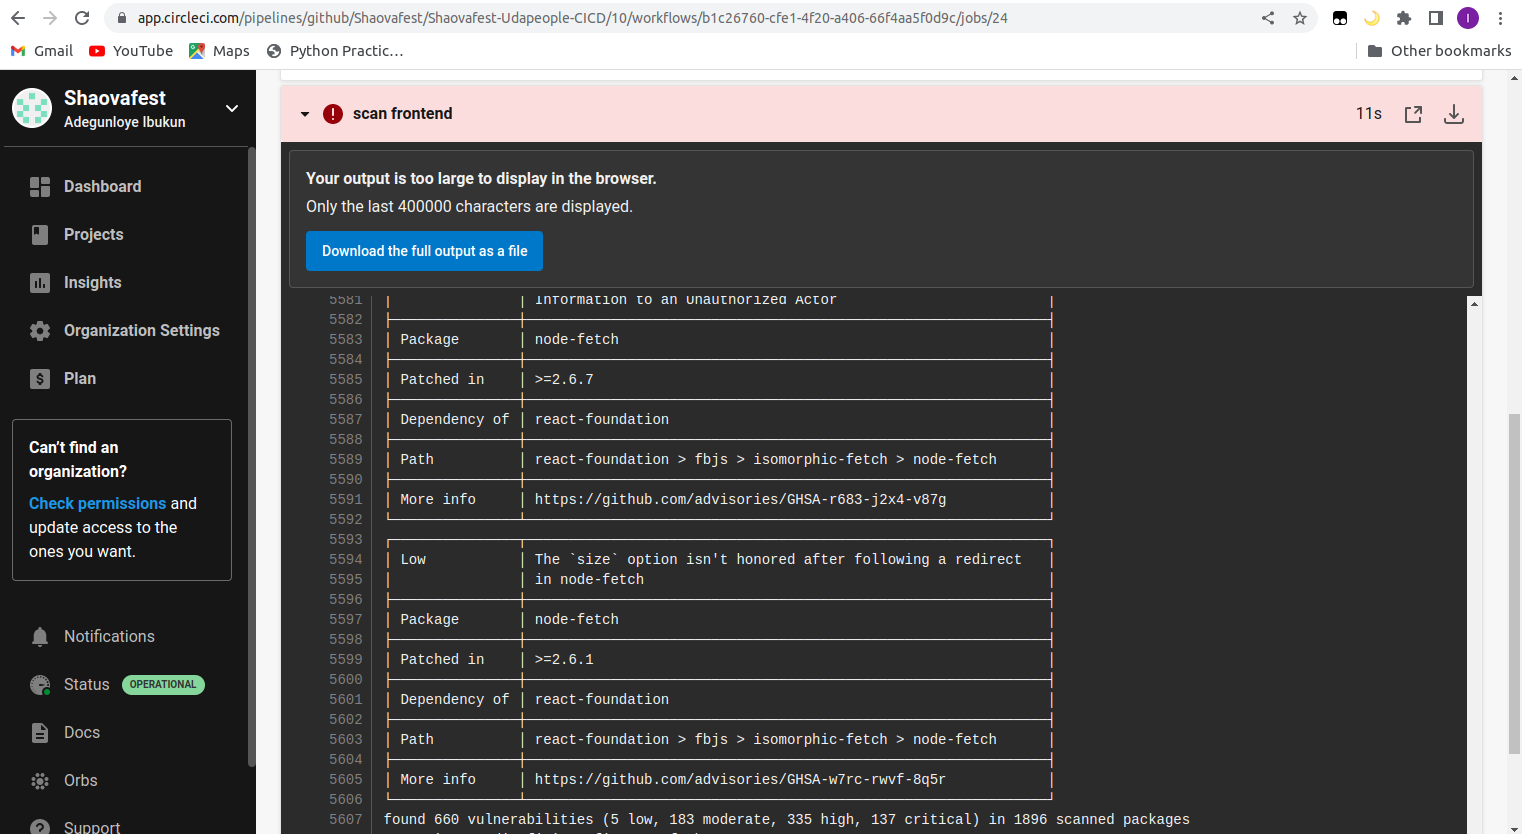 app.circleci.com/pipelines/github/Shaovafest/Shaovafest-Udapeople-CICD/10/workflows/b1c26760-cfe1-4f20-a406-66f4aa5f0d9c/jobs/24
I
Gmail
YouTube
Maps
Python Practic…
Other bookmarks
Shaovafest
Adegunloye Ibukun
Dashboard
Projects
Insights
Organization Settings
Plan
Can't find an
organization?
Check permissions and
update access to the
ones you want.
Notifications
Status OPERATIONAL
Docs
Orbs
Support
scan frontend
11s
Your output is too large to display in the browser.
Only the last 400000 characters are displayed.
Download the full output as a file
5581 Information to an Unauthorized Actor
5582
5583 Package node-fetch
5584
5585 Patched in >=2.6.7
5586
5587 Dependency of react-foundation
5588
5589 Path react-foundation > fbjs > isomorphic-fetch > node-fetch
5590
5591 More info https://github.com/advisories/GHSA-r683-j2x4-v87g
5592
5593
5594 Low The `size` option isn't honored after following a redirect
5595 in node-fetch
5596
5597 Package node-fetch
5598
5599 Patched in >=2.6.1
5600
5601 Dependency of react-foundation
5602
5603 Path react-foundation > fbjs > isomorphic-fetch > node-fetch
5604
5605 More info https://github.com/advisories/GHSA-w7rc-rwvf-8q5r
5606
5607 found 660 vulnerabilities (5 low, 183 moderate, 335 high, 137 critical) in 1896 scanned packages